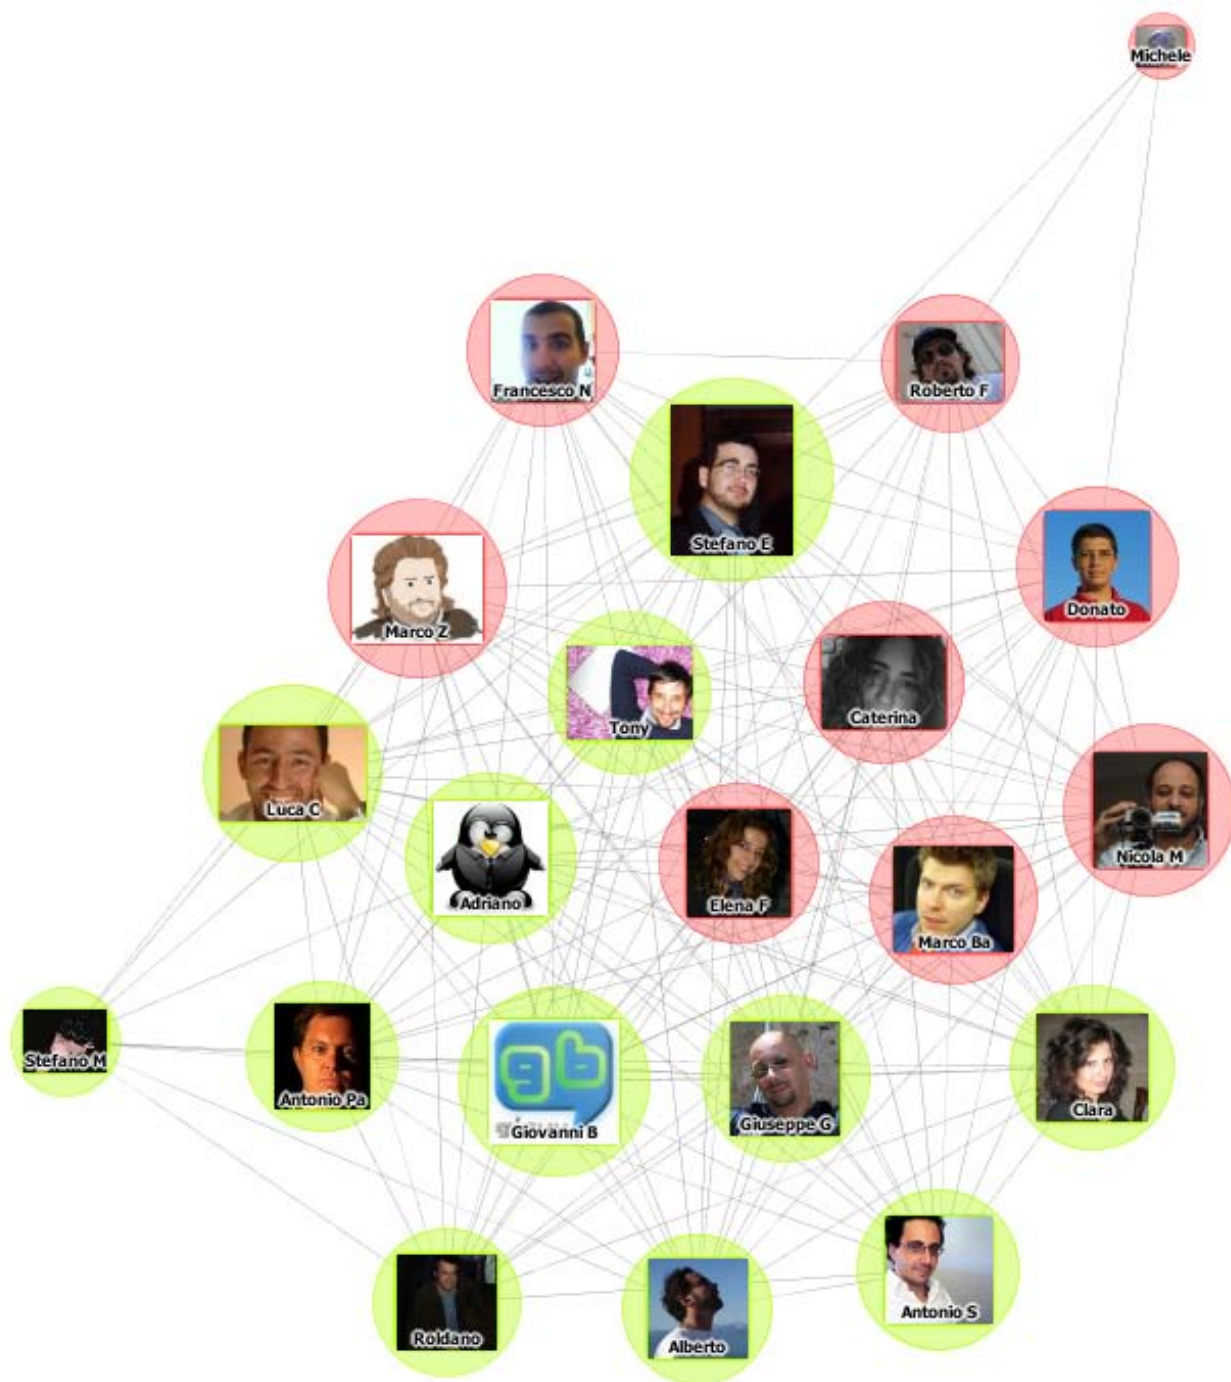 Michele
Francesco N
Roberto F
Stefano E
Donato
Marco Z
Caterina
Tony
Luca C
Nicola M
Adriano
Elena F
Marco Ba
Stefano M
Antonio Pa
gb
Giovanni B
Giuseppe G
Clara
Antonio S
Roldano
Alberto